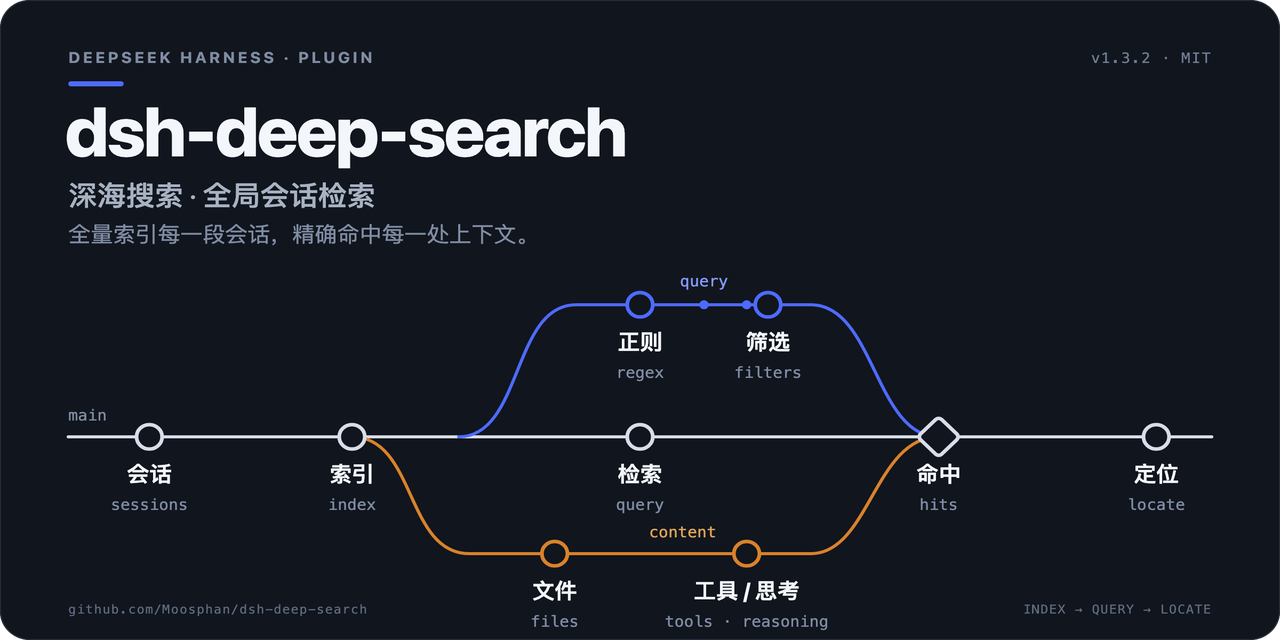 DEEPSEEK HARNESS · PLUGIN
v1.3.2 · MIT
dsh-deep-search
深海搜索 · 全局会话检索
全量索引每一段会话，精确命中每一处上下文。
query
正则
筛选
regex
filters
main
会话
索引
检索
命中
定位
sessions
index
query
hits
locate
content
文件
工具 / 思考
files
tools · reasoning
github.com/Moosphan/dsh-deep-search
INDEX → QUERY → LOCATE